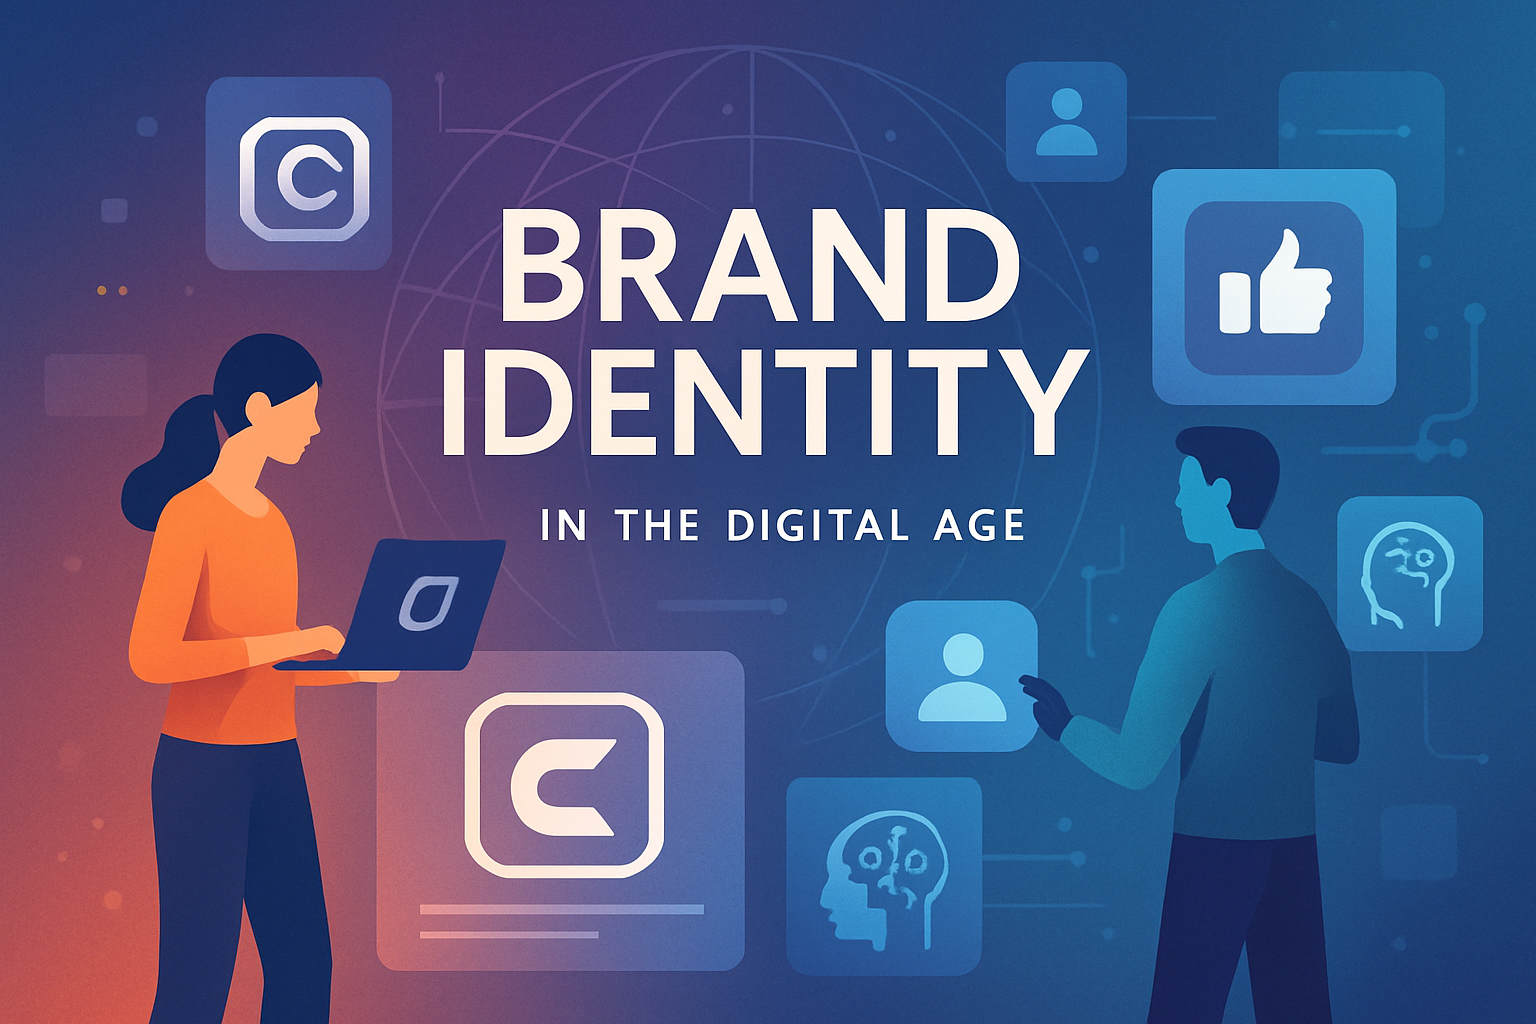 C
BRAND
IDENTITY
IN THE DIGITAL AGE
C